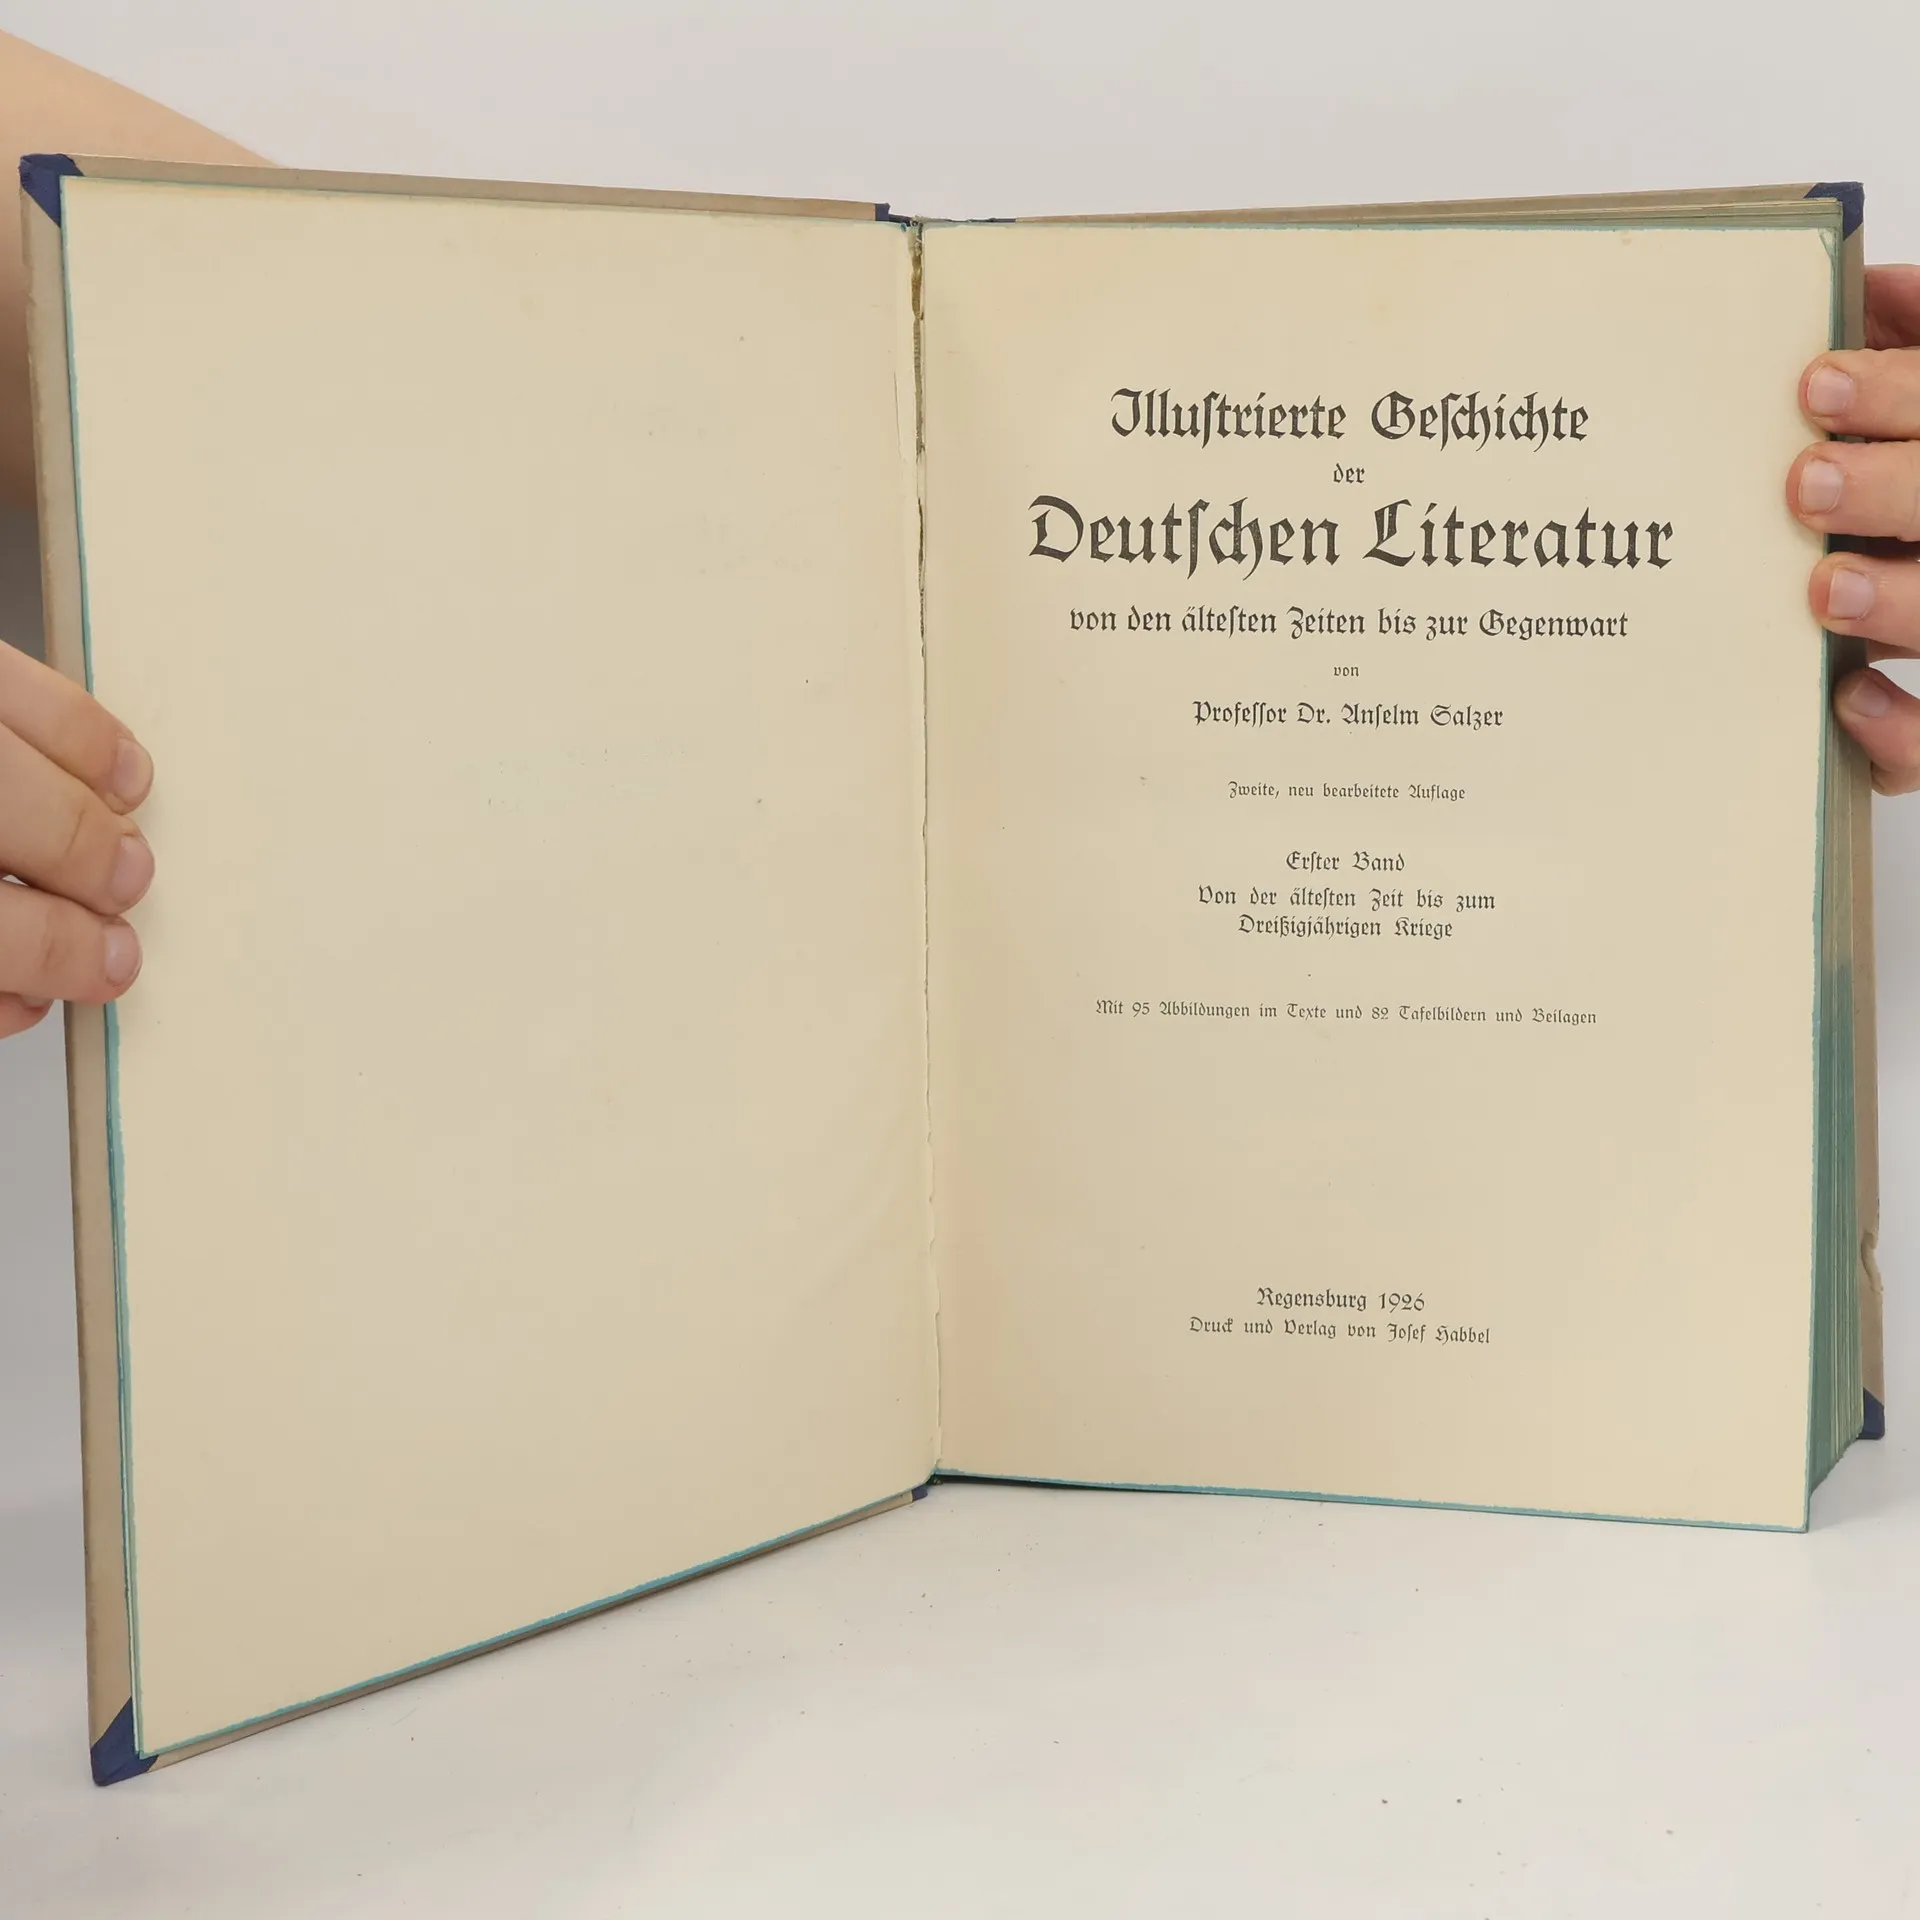 Illuſtrierte Geſchichte
der
Deutſchen Literatur
von den älteſten Zeiten bis zur Gegenwart
von
Profeſſor Dr. Anſelm Salzer
Zweite, neu bearbeitete Auflage
Erſter Band
Von der älteſten Zeit bis zum
Dreißigjährigen Kriege
Mit 95 Abbildungen im Texte und 82 Tafelbildern und Beilagen
Regensburg 1926
Druck und Verlag von Joſef Habbel